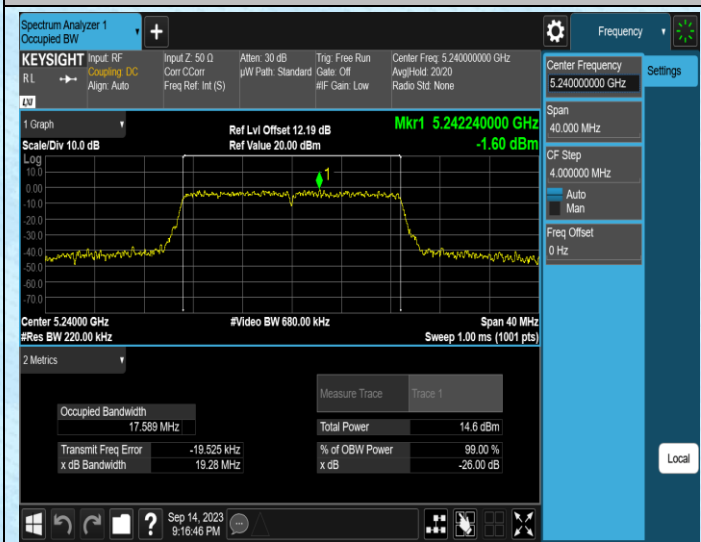 Spectrum Analyzer 1
Occupied BW
+
Frequency
KEYSIGHT Input: RF Input Z: 50 Ω Atten: 30 dB Trig: Free Run Center Freq: 5.240000000 GHz
RL Coupling: DC Corr CCorr µW Path: Standard Gate: Off Avg|Hold: 20/20
Align: Auto Freq Ref: Int (S) #IF Gain: Low Radio Std: None
LXI
Center Frequency
5.240000000 GHz
Settings
Span
40.000 MHz
CF Step
4.000000 MHz
Auto
Man
Freq Offset
0 Hz
Local
1 Graph Ref Lvl Offset 12.19 dB Mkr1 5.242240000 GHz
Scale/Div 10.0 dB Ref Value 20.00 dBm -1.60 dBm
Log
10.0
0.00
-10.0
-20.0
-30.0
-40.0
-50.0
-60.0
-70.0
1
Center 5.24000 GHz #Video BW 680.00 kHz Span 40 MHz
#Res BW 220.00 kHz Sweep 1.00 ms (1001 pts)
2 Metrics
Measure Trace Trace 1
Occupied Bandwidth
17.589 MHz Total Power 14.6 dBm
Transmit Freq Error -19.525 kHz % of OBW Power 99.00 %
x dB Bandwidth 19.28 MHz x dB -26.00 dB
? Sep 14, 2023
9:16:46 PM